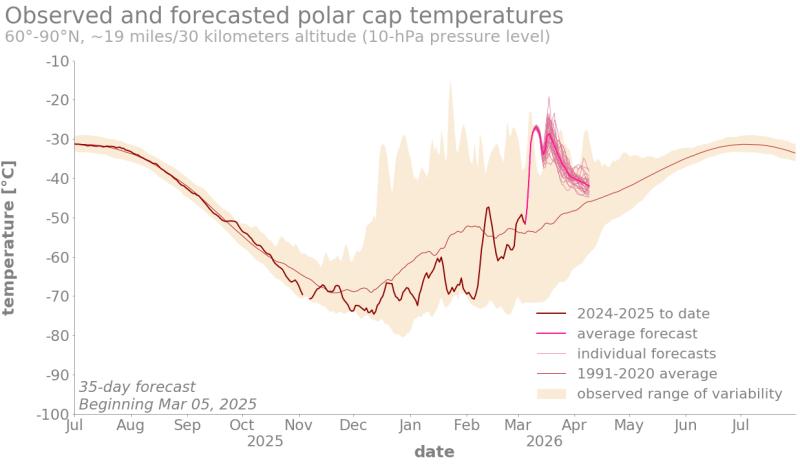 Observed and forecasted polar cap temperatures
60°-90°N, ~19 miles/30 kilometers altitude (10-hPa pressure level)
-10
-20
-30
-40
-50
-60
-70
-80
-90
-100
temperature [°C]
2024-2025 to date
average forecast
individual forecasts
1991-2020 average
observed range of variability
35-day forecast
Beginning Mar 05, 2025
Jul Aug Sep Oct Nov Dec Jan Feb Mar Apr May Jun Jul
2025 2026
date